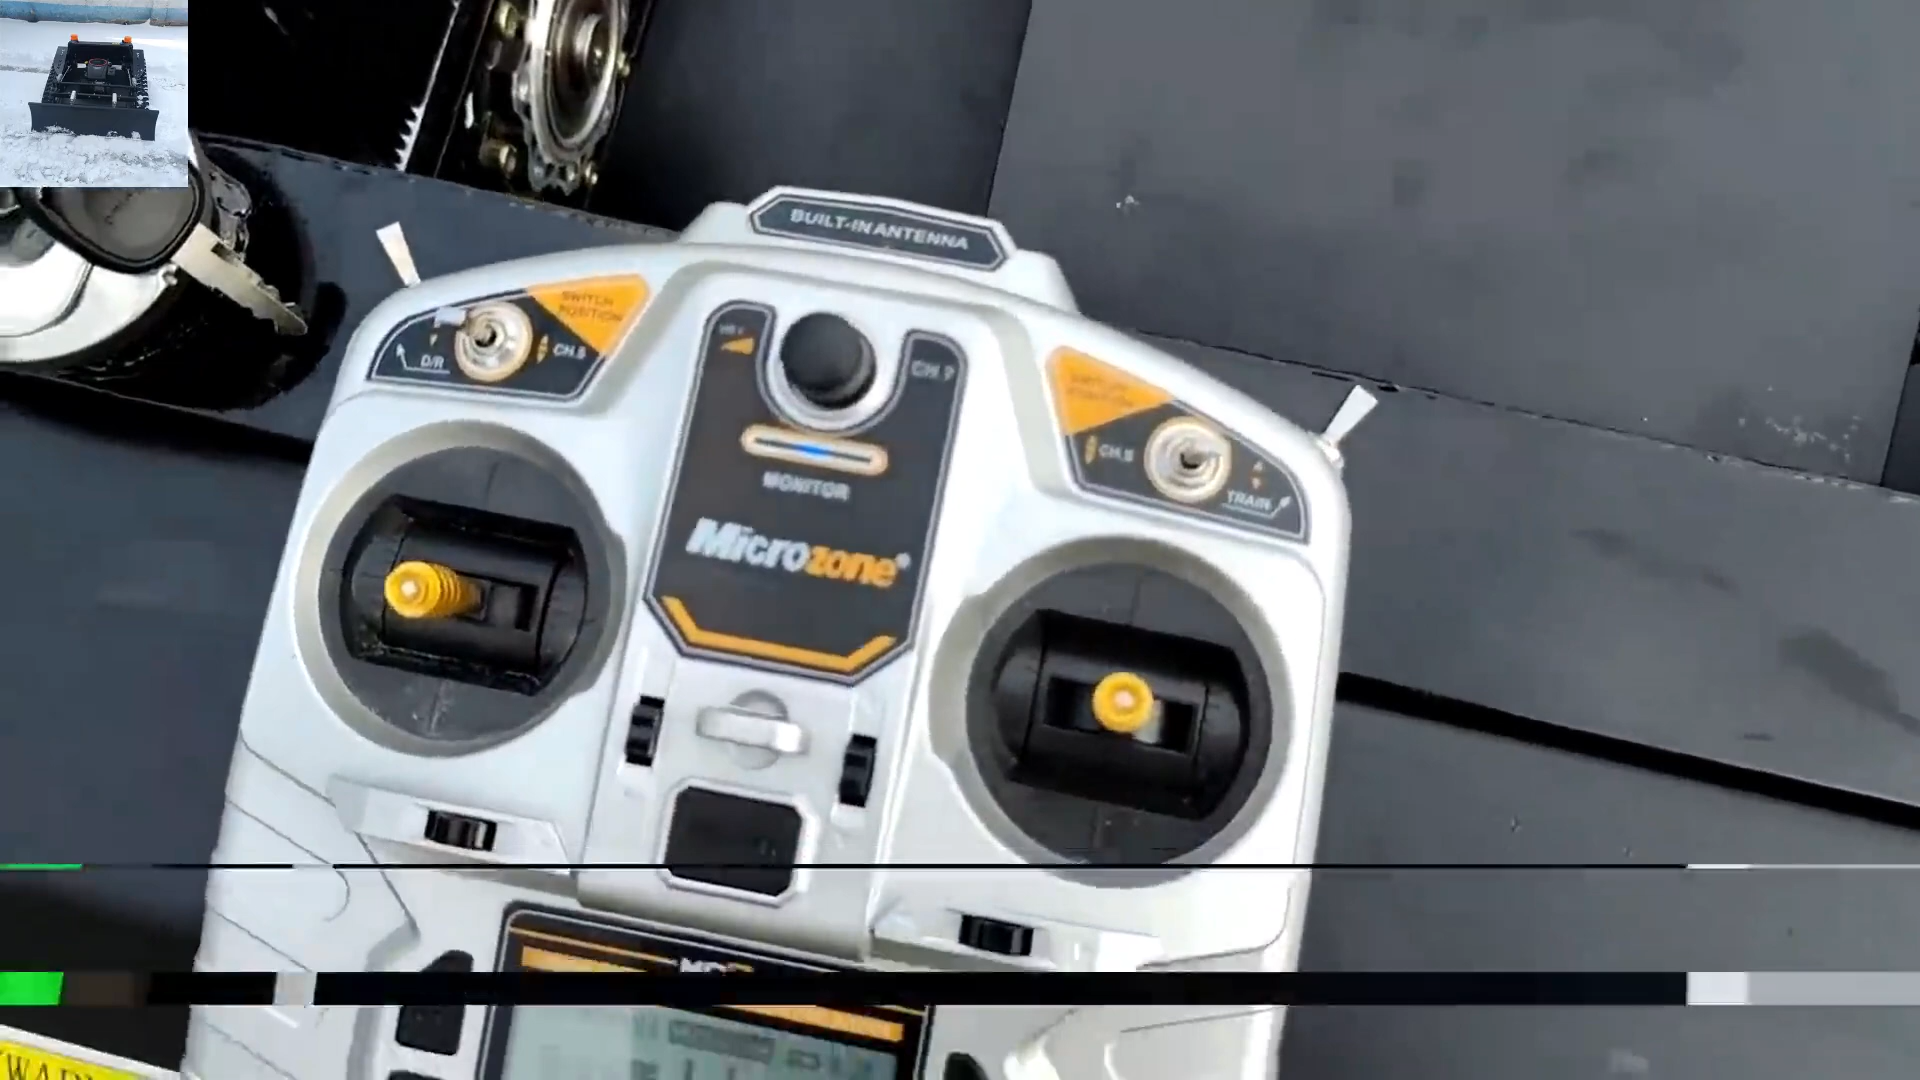 BUILT-IN ANTENNA
SWITCH
POSITION
D/R
CH.5
CH.7
CH.6
TRAIN
MONITOR
Microzone®